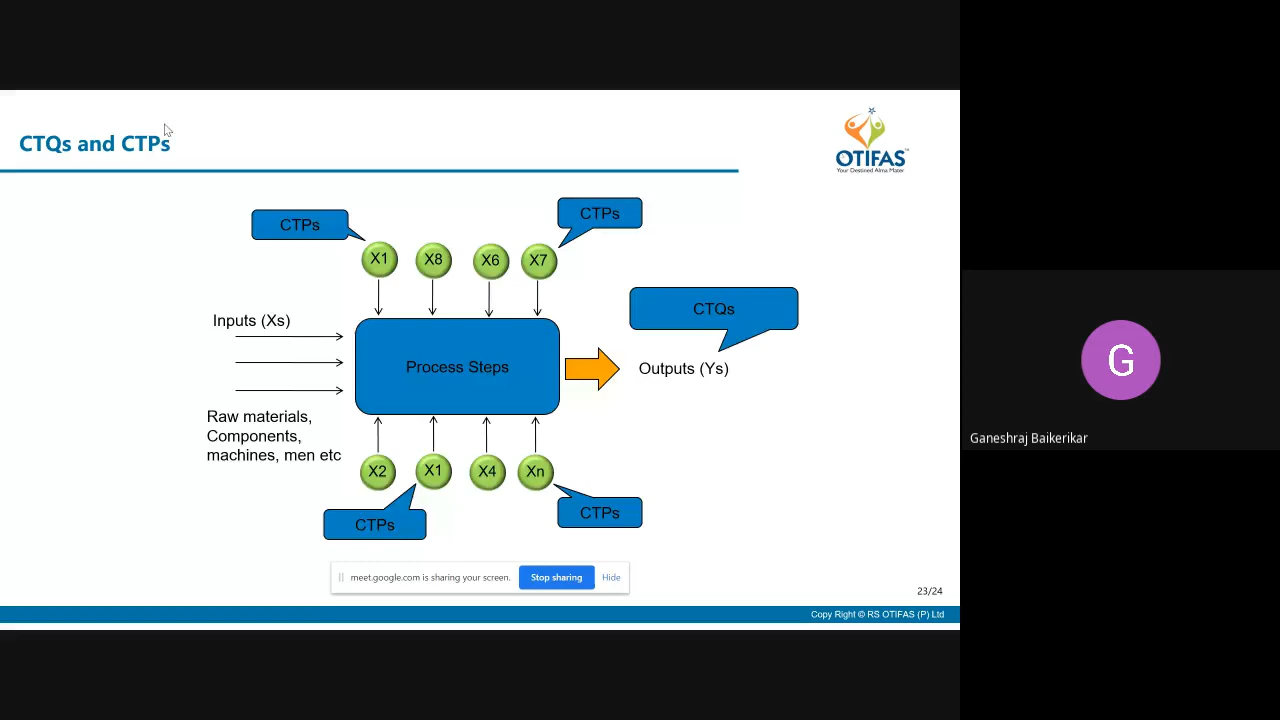 CTQs and CTPs
OTIFAS™
Your Destined Alma Mater
CTPs
CTPs
X1 X8 X6 X7
CTQs
Inputs (Xs)
Process Steps
Outputs (Ys)
Raw materials,
Components,
machines, men etc
X2 X1 X4 Xn
CTPs
CTPs
meet.google.com is sharing your screen. Stop sharing Hide
23/24
Copy Right © RS OTIFAS (P) Ltd
G
Ganeshraj Baikerikar